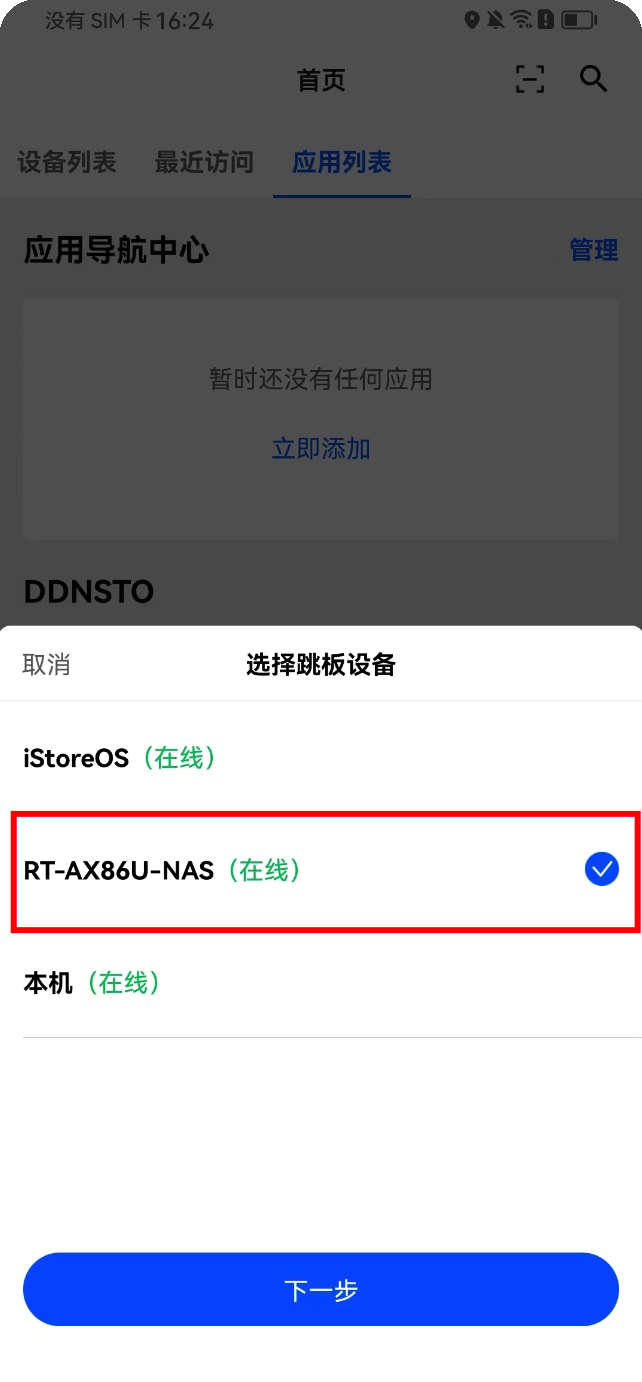 没有 SIM 卡 16:24
首页
设备列表 最近访问 应用列表
应用导航中心 管理
暂时还没有任何应用
立即添加
DDNSTO
取消 选择跳板设备
iStoreOS（在线）
RT-AX86U-NAS（在线）
本机（在线）
下一步